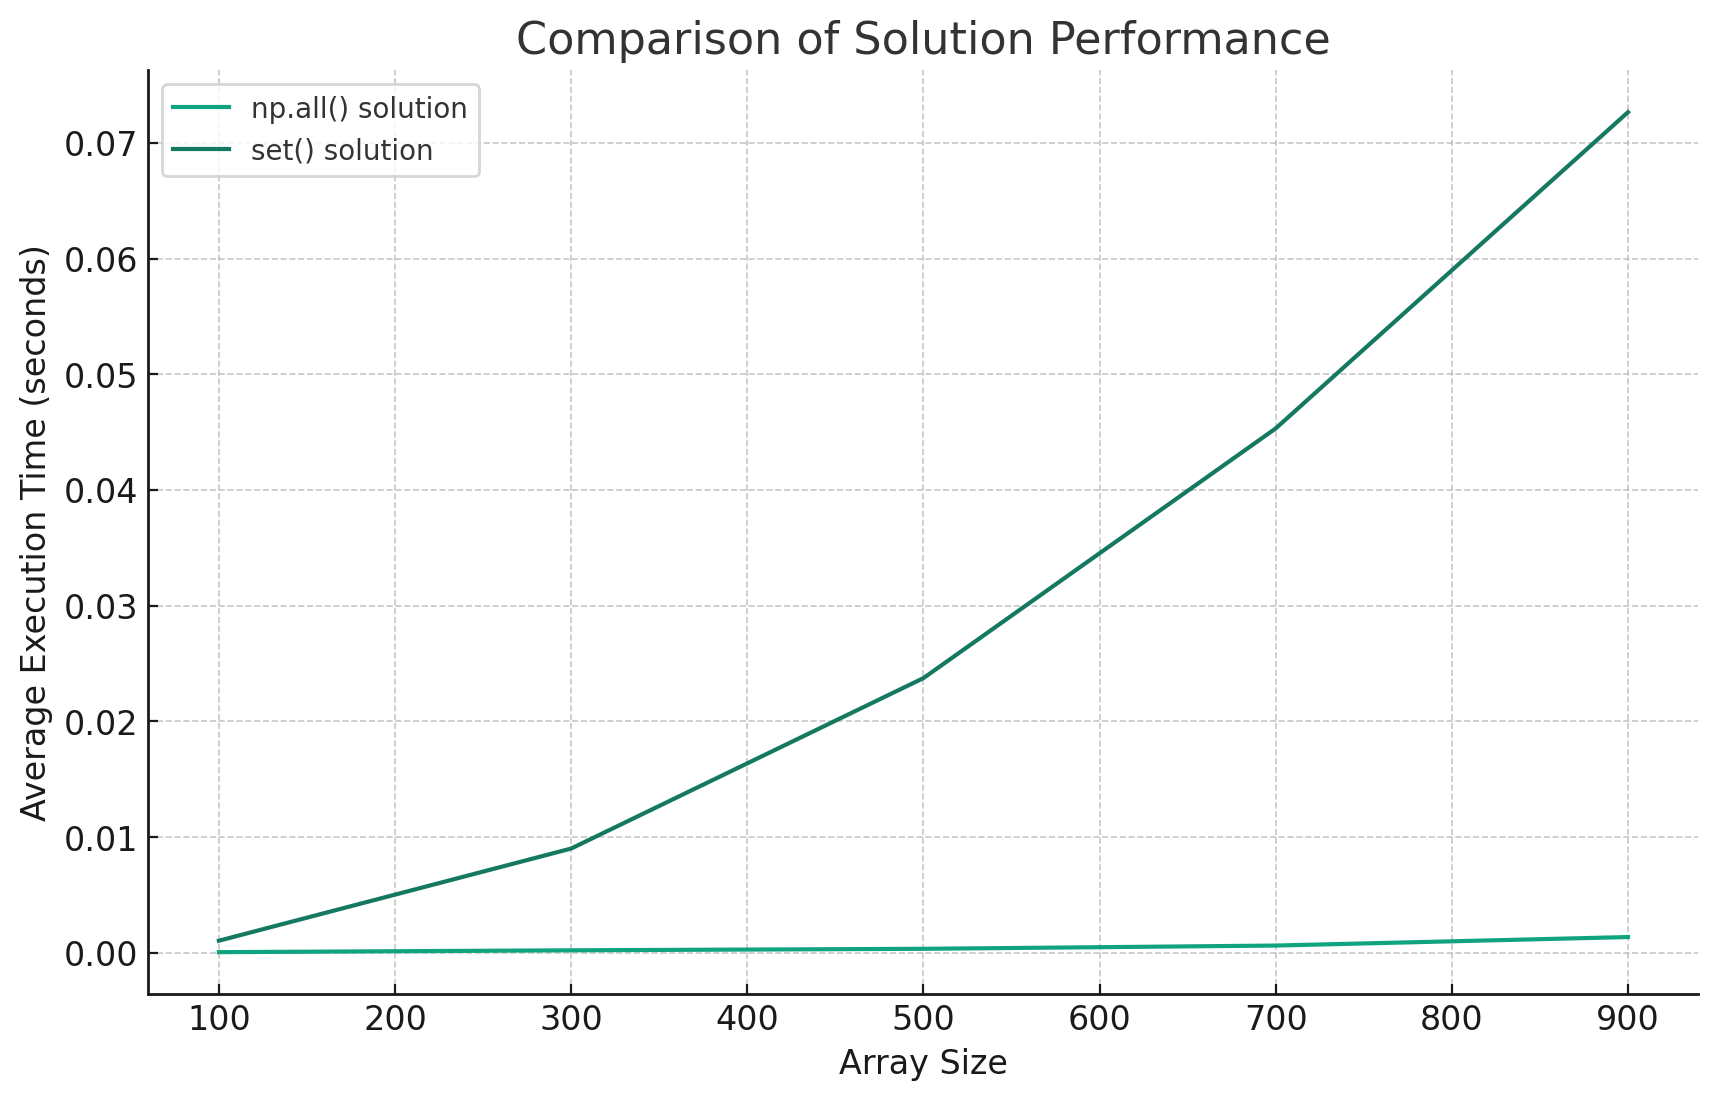 Comparison of Solution Performance
np.all() solution
set() solution
Average Execution Time (seconds)
0.07
0.06
0.05
0.04
0.03
0.02
0.01
0.00
100 200 300 400 500 600 700 800 900
Array Size